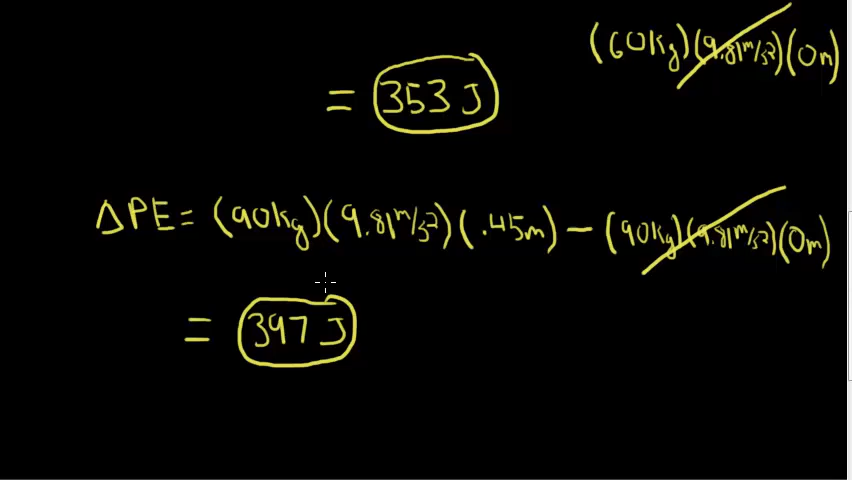 (60kg)(9.81m/s²)(0m)
= 353 J
ΔPE = (90kg)(9.81m/s²)(.45m) − (90kg)(9.81m/s²)(0m)
= 397 J